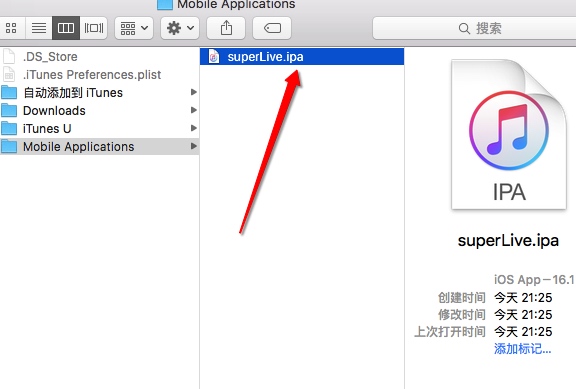 Mobile Applications
搜索
.DS_Store
.iTunes Preferences.plist
自动添加到 iTunes
Downloads
iTunes U
Mobile Applications
superLive.ipa
IPA
superLive.ipa
iOS App－16.1
创建时间 今天 21:25
修改时间 今天 21:25
上次打开时间 今天 21:25
添加标记...